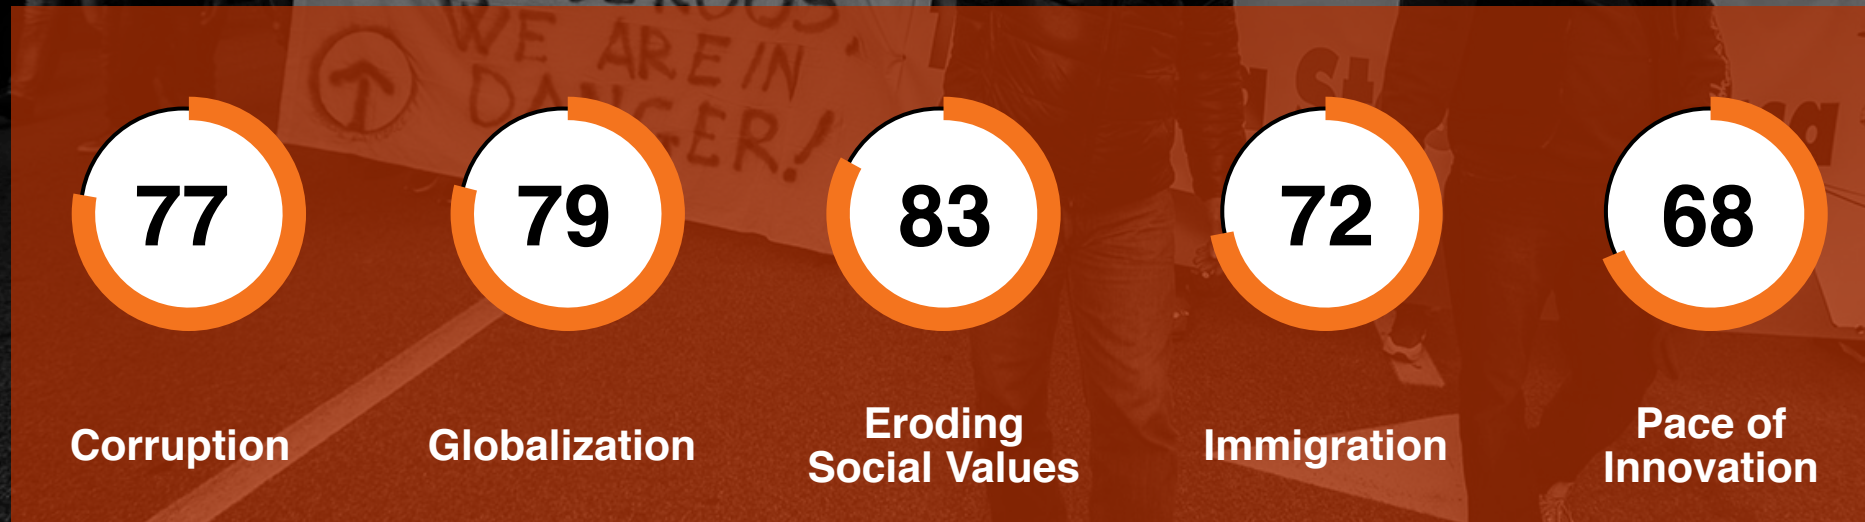 WE ARE IN
DANGER!
77
79
83
72
68
Corruption
Globalization
Eroding
Social Values
Immigration
Pace of
Innovation